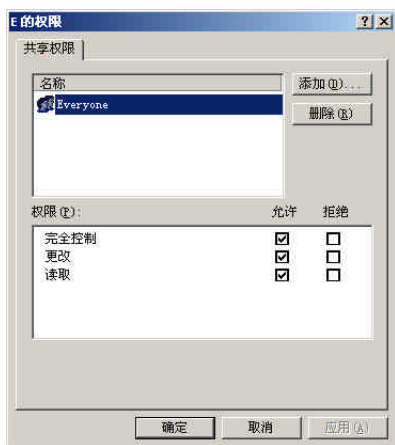 E 的权限
共享权限
名称
添加(D)...
Everyone
删除(R)
权限(P):
允许
拒绝
完全控制
更改
读取
确定
取消
应用(A)